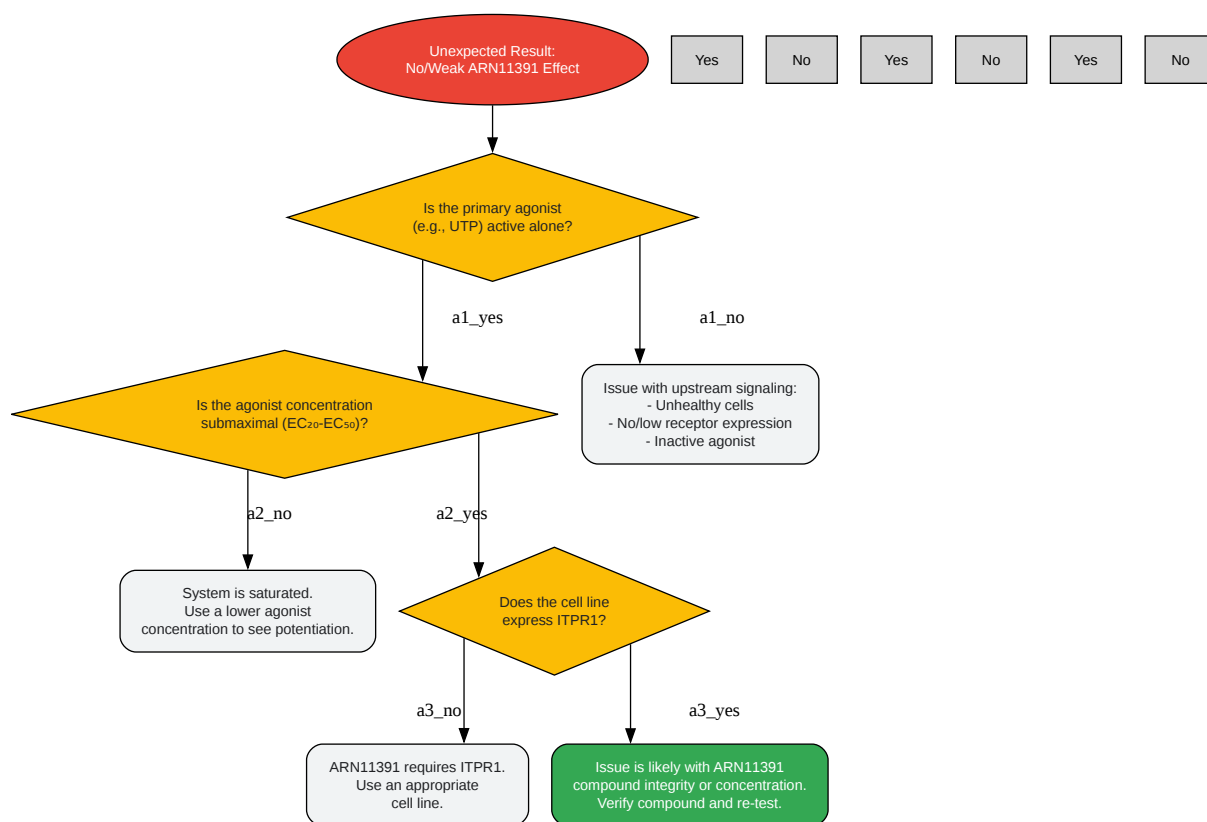 Unexpected Result:
No/Weak ARN11391 Effect
Yes
No
Yes
No
Yes
No
Is the primary agonist
(e.g., UTP) active alone?
a1_yes
a1_no
Is the agonist concentration
submaximal (EC₂₀-EC₅₀)?
Issue with upstream signaling:
- Unhealthy cells
- No/low receptor expression
- Inactive agonist
a2_no
a2_yes
System is saturated.
Use a lower agonist
concentration to see potentiation.
Does the cell line
express ITPR1?
a3_no
a3_yes
ARN11391 requires ITPR1.
Use an appropriate
cell line.
Issue is likely with ARN11391
compound integrity or concentration.
Verify compound and re-test.